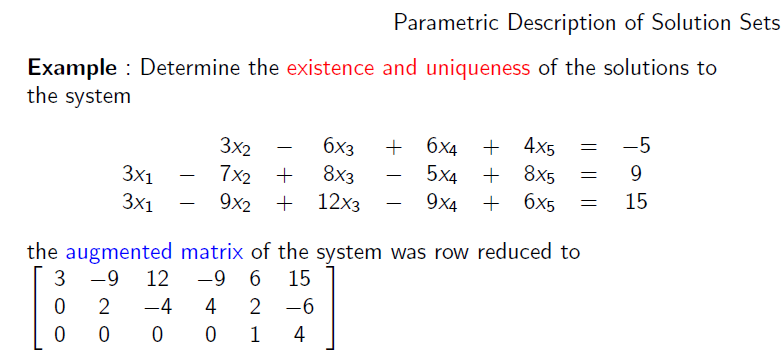 Parametric Description of Solution Sets
Example : Determine the existence and uniqueness of the solutions to
the system
3x₂ − 6x₃ + 6x₄ + 4x₅ = −5
3x₁ − 7x₂ + 8x₃ − 5x₄ + 8x₅ = 9
3x₁ − 9x₂ + 12x₃ − 9x₄ + 6x₅ = 15
the augmented matrix of the system was row reduced to
3 −9 12 −9 6 15
0 2 −4 4 2 −6
0 0 0 0 1 4